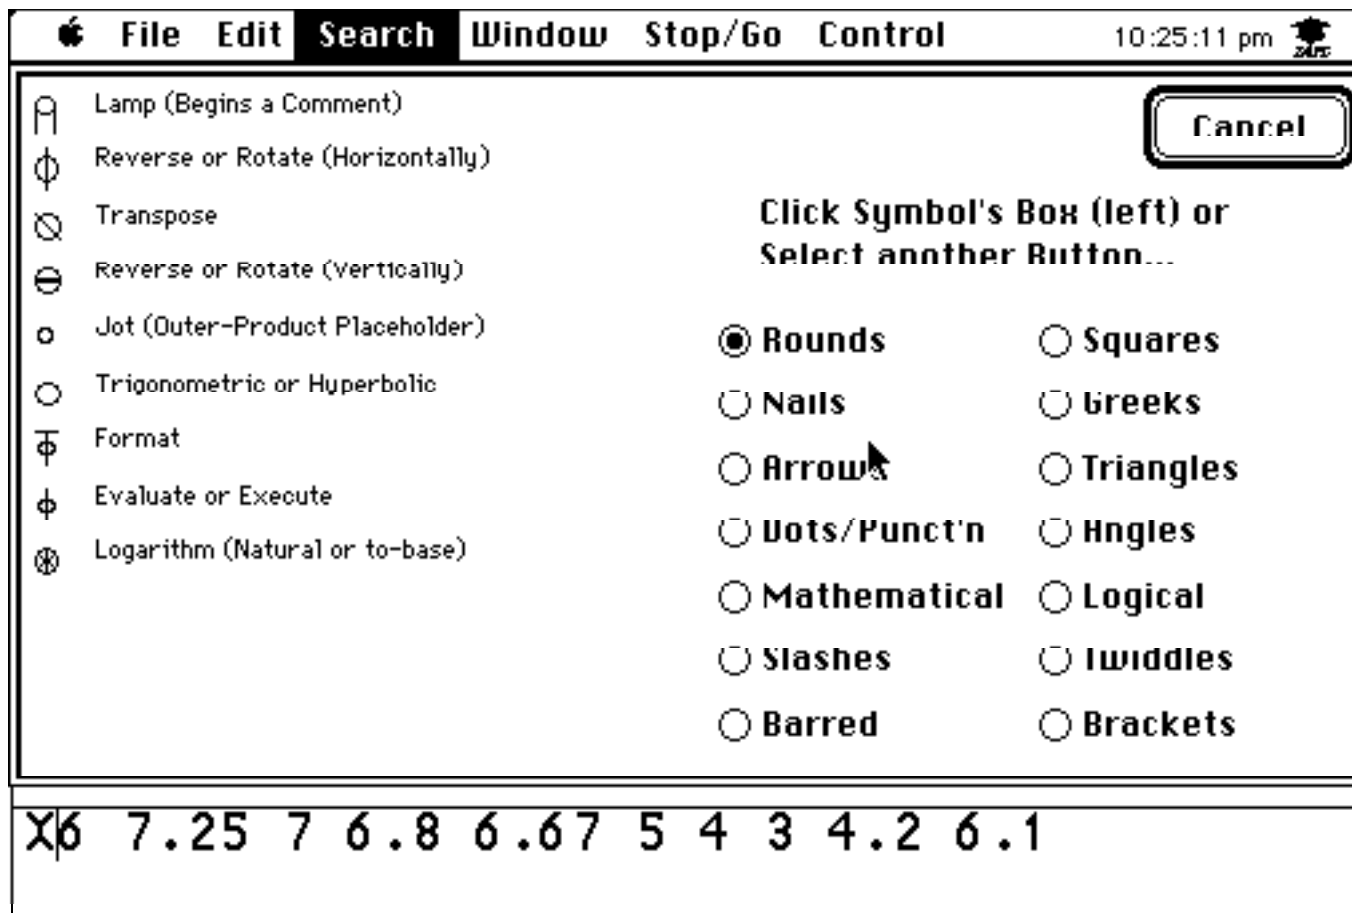 File Edit Search Window Stop/Go Control 10:25:11 pm
Lamp (Begins a Comment)
Reverse or Rotate (Horizontally)
Transpose
Reverse or Rotate (Vertically)
Jot (Outer-Product Placeholder)
Trigonometric or Hyperbolic
Format
Evaluate or Execute
Logarithm (Natural or to-base)
Cancel
Click Symbol's Box (left) or
Select another Button...
Rounds Squares
Nails Greeks
Arrows Triangles
Dots/Punct'n Angles
Mathematical Logical
Slashes Twiddles
Barred Brackets
X6 7.25 7 6.8 6.67 5 4 3 4.2 6.1